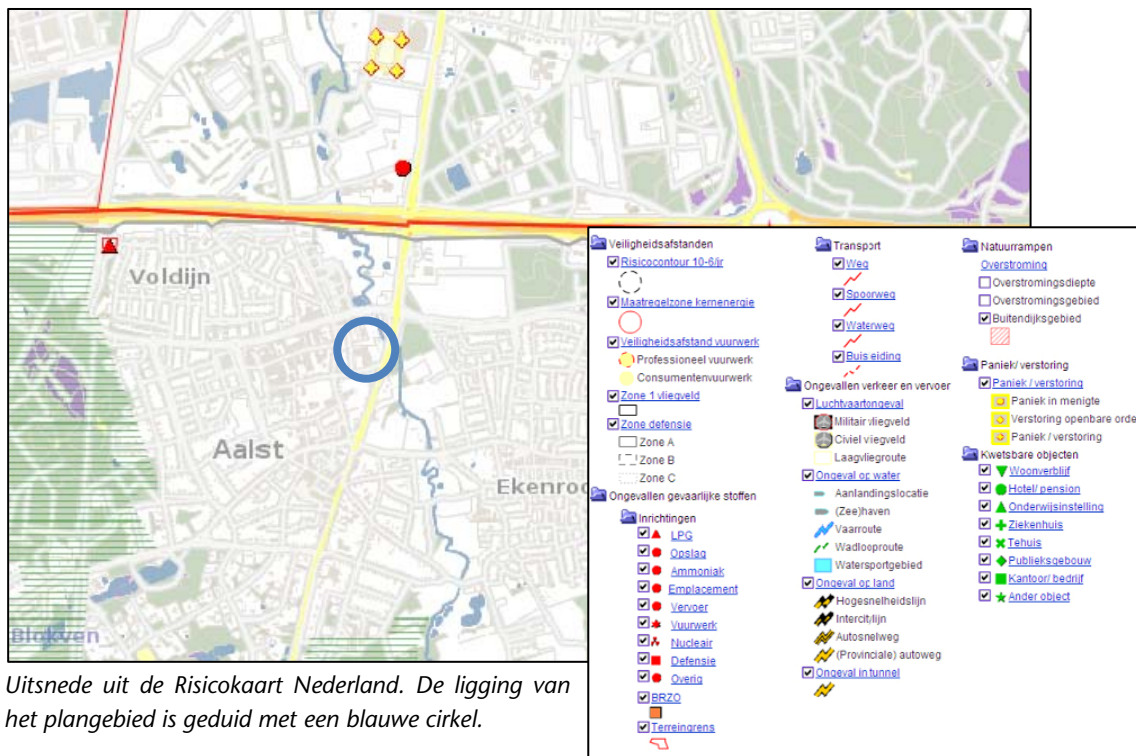 Voldijn
Aalst
Ekenroo
Blokven
Veiligheidsafstanden
Risicocontour 10-6/jr
Maatregelzone kernenergie
Veiligheidsafstand vuurwerk
Professioneel vuurwerk
Consumentenvuurwerk
Zone 1 vliegveld
Zone defensie
Zone A
Zone B
Zone C
Ongevallen gevaarlijke stoffen
Inrichtingen
LPG
Opslag
Ammoniak
Emplacement
Vervoer
Vuurwerk
Nucleair
Defensie
Overig
BRZO
Terreingrens
Transport
Weg
Spoorweg
Waterweg
Buis eiding
Ongevallen verkeer en vervoer
Luchtvaartongeval
Militair vliegveld
Civiel vliegveld
Laagvliegroute
Ongeval op water
Aanlandingslocatie
(Zee)haven
Vaarroute
Wadlooproute
Watersportgebied
Ongeval op land
Hogesnelheidslijn
Intercitylijn
Autosnelweg
(Provinciale) autoweg
Ongeval in tunnel
Natuurrampen
Overstroming
Overstromingsdiepte
Overstromingsgebied
Buitendijksgebied
Paniek/ verstoring
Paniek / verstoring
Paniek in menigte
Verstoring openbare orde
Paniek / verstoring
Kwetsbare objecten
Woonverblijf
Hotel/ pension
Onderwijsinstelling
Ziekenhuis
Tehuis
Publieksgebouw
Kantoor/ bedrijf
Ander object
Uitsnede uit de Risicokaart Nederland. De ligging van
het plangebied is geduid met een blauwe cirkel.